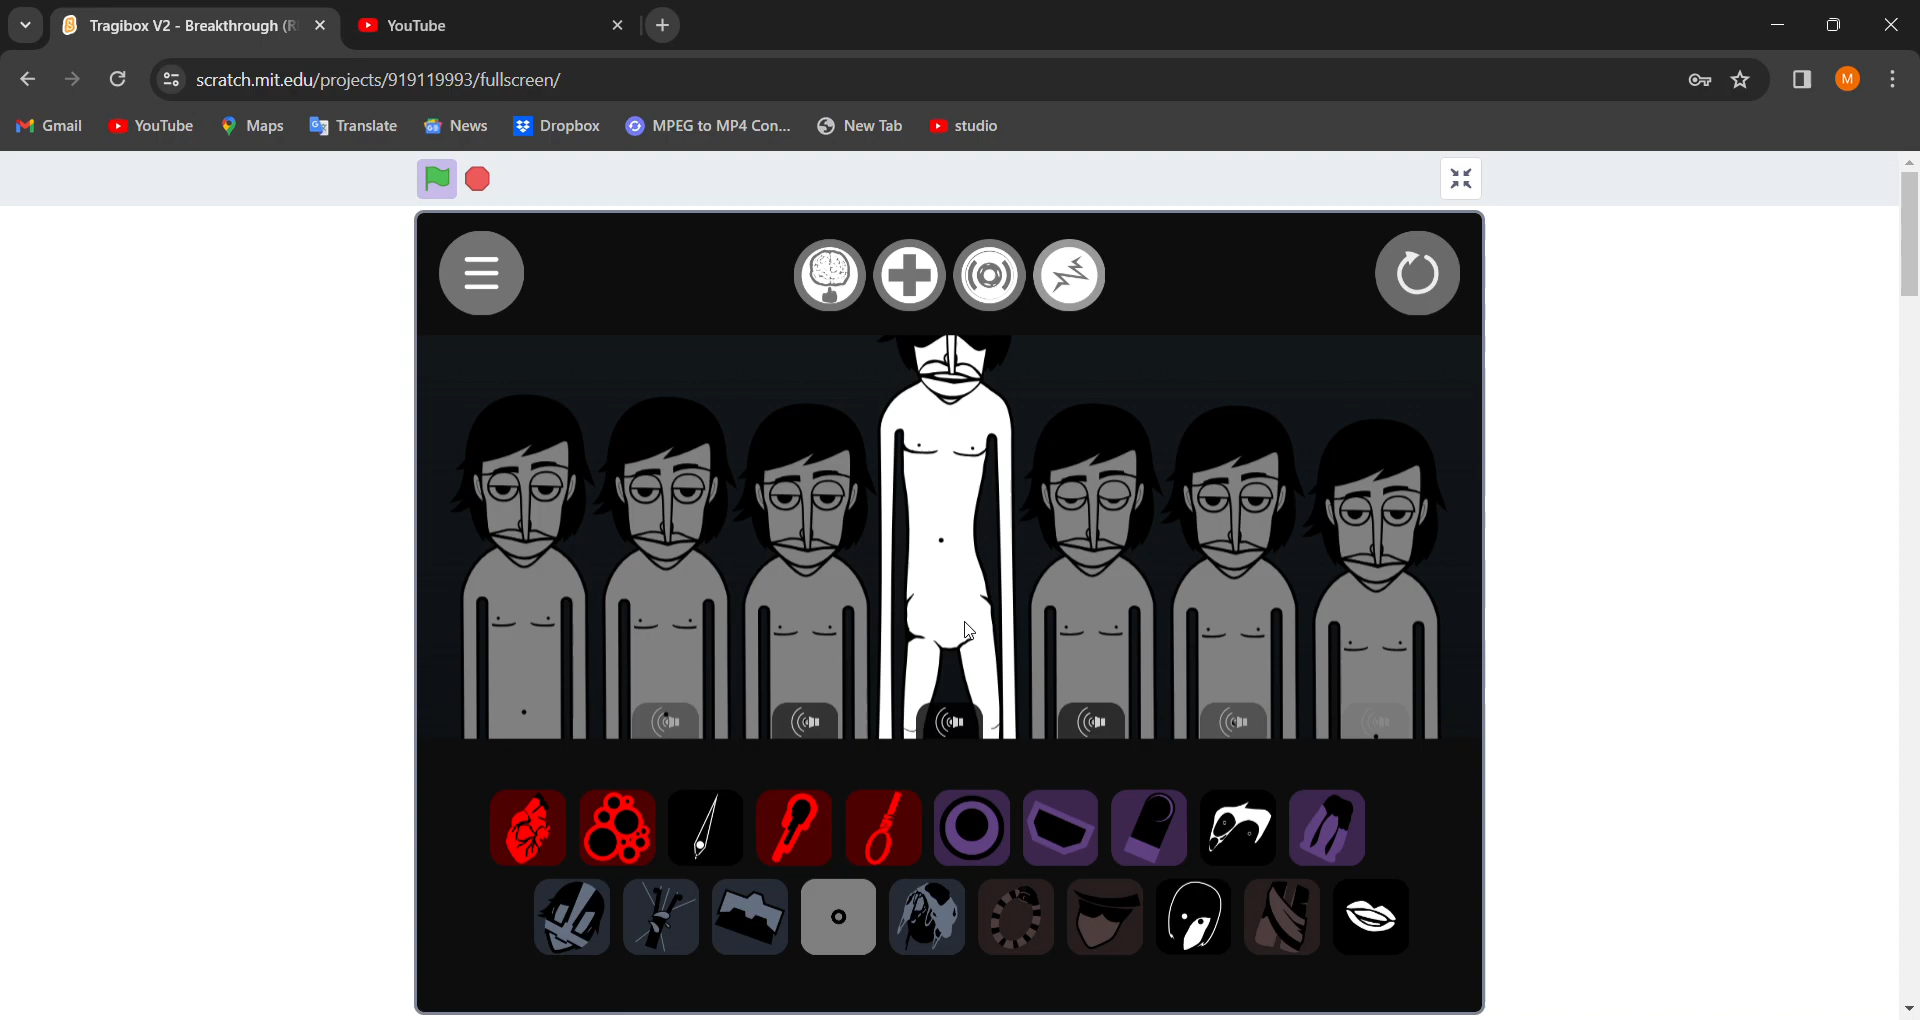 Tragibox V2 - Breakthrough (R
YouTube
scratch.mit.edu/projects/919119993/fullscreen/
M
Gmail
YouTube
Maps
Translate
News
Dropbox
MPEG to MP4 Con...
New Tab
studio